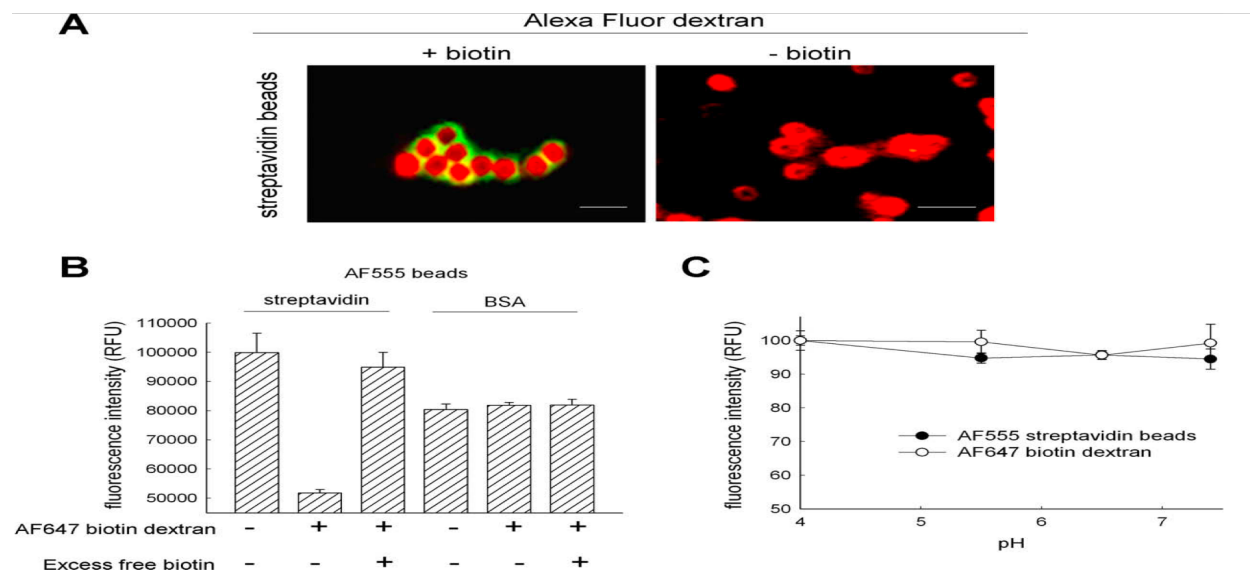 A
Alexa Fluor dextran
+ biotin
- biotin
streptavidin beads
B
AF555 beads
streptavidin
BSA
fluorescence intensity (RFU)
110000
100000
90000
80000
70000
60000
50000
AF647 biotin dextran - + + - + +
Excess free biotin - - + - - +
C
fluorescence intensity (RFU)
100
90
80
70
60
50
AF555 streptavidin beads
AF647 biotin dextran
4 5 6 7
pH